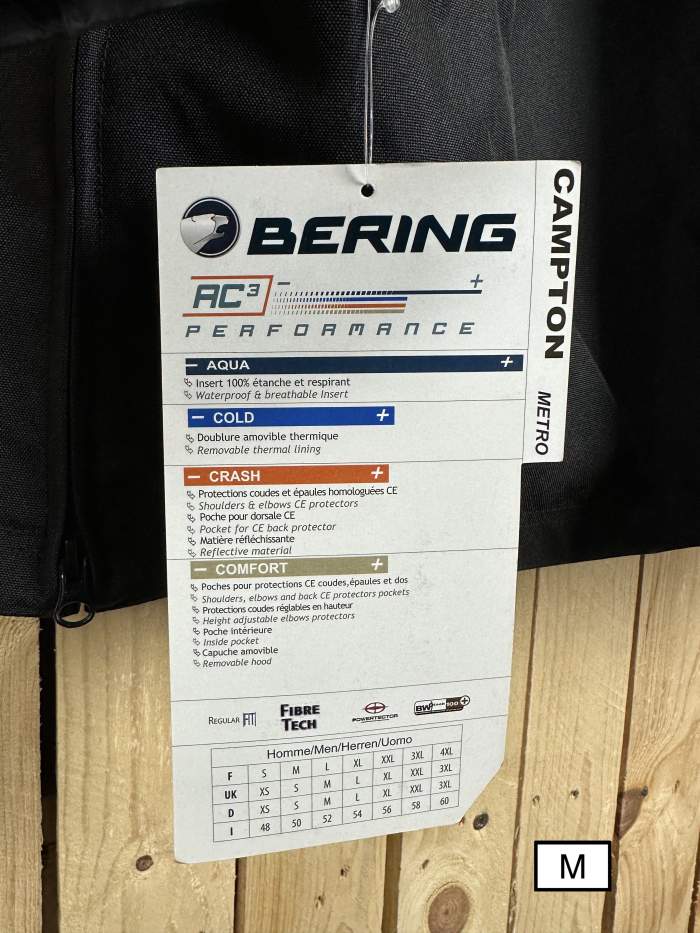 BERING
AC3
PERFORMANCE
CAMPTON
METRO
− AQUA +
Insert 100% étanche et respirant
Waterproof & breathable Insert
− COLD +
Doublure amovible thermique
Removable thermal lining
− CRASH +
Protections coudes et épaules homologuées CE
Shoulders & elbows CE protectors
Poche pour dorsale CE
Pocket for CE back protector
Matière réfléchissante
Reflective material
− COMFORT +
Poches pour protections CE coudes,épaules et dos
Shoulders, elbows and back CE protectors pockets
Protections coudes réglables en hauteur
Height adjustable elbows protectors
Poche intérieure
Inside pocket
Capuche amovible
Removable hood
REGULAR FIT
FIBRE
TECH
POWERTECTOR
BW
100
Homme/Men/Herren/Uomo
F S M L XL XXL 3XL 4XL
UK XS S M L XL XXL 3XL
D XS S M L XL XXL 3XL
I 48 50 52 54 56 58 60
M